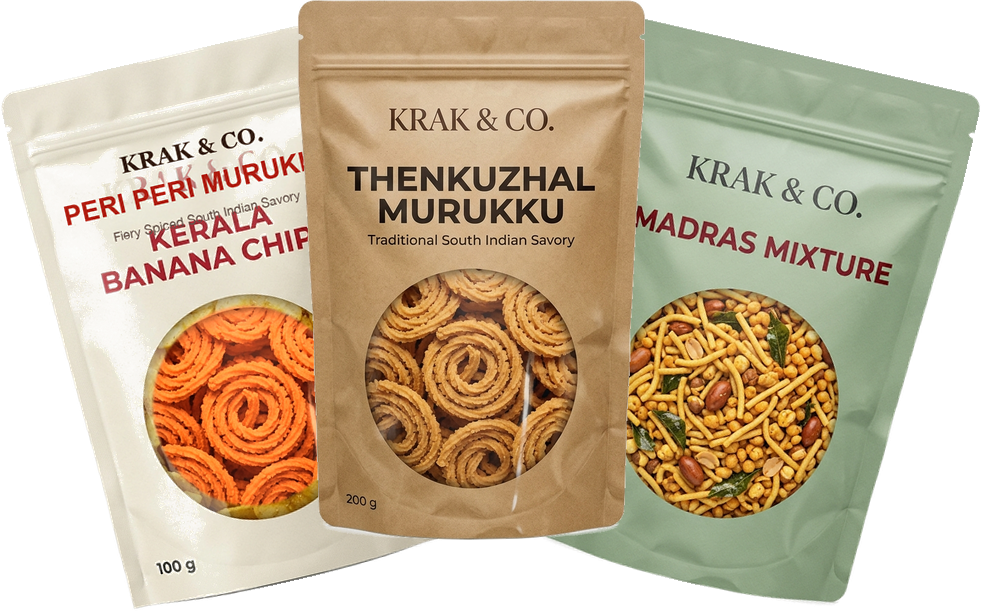 KRAK & CO.
PERI PERI MURUKK
Fiery Spiced South Indian Savory
KERALA
BANANA CHIP
100 g
KRAK & CO.
THENKUZHAL
MURUKKU
Traditional South Indian Savory
200 g
KRAK & CO.
MADRAS MIXTURE